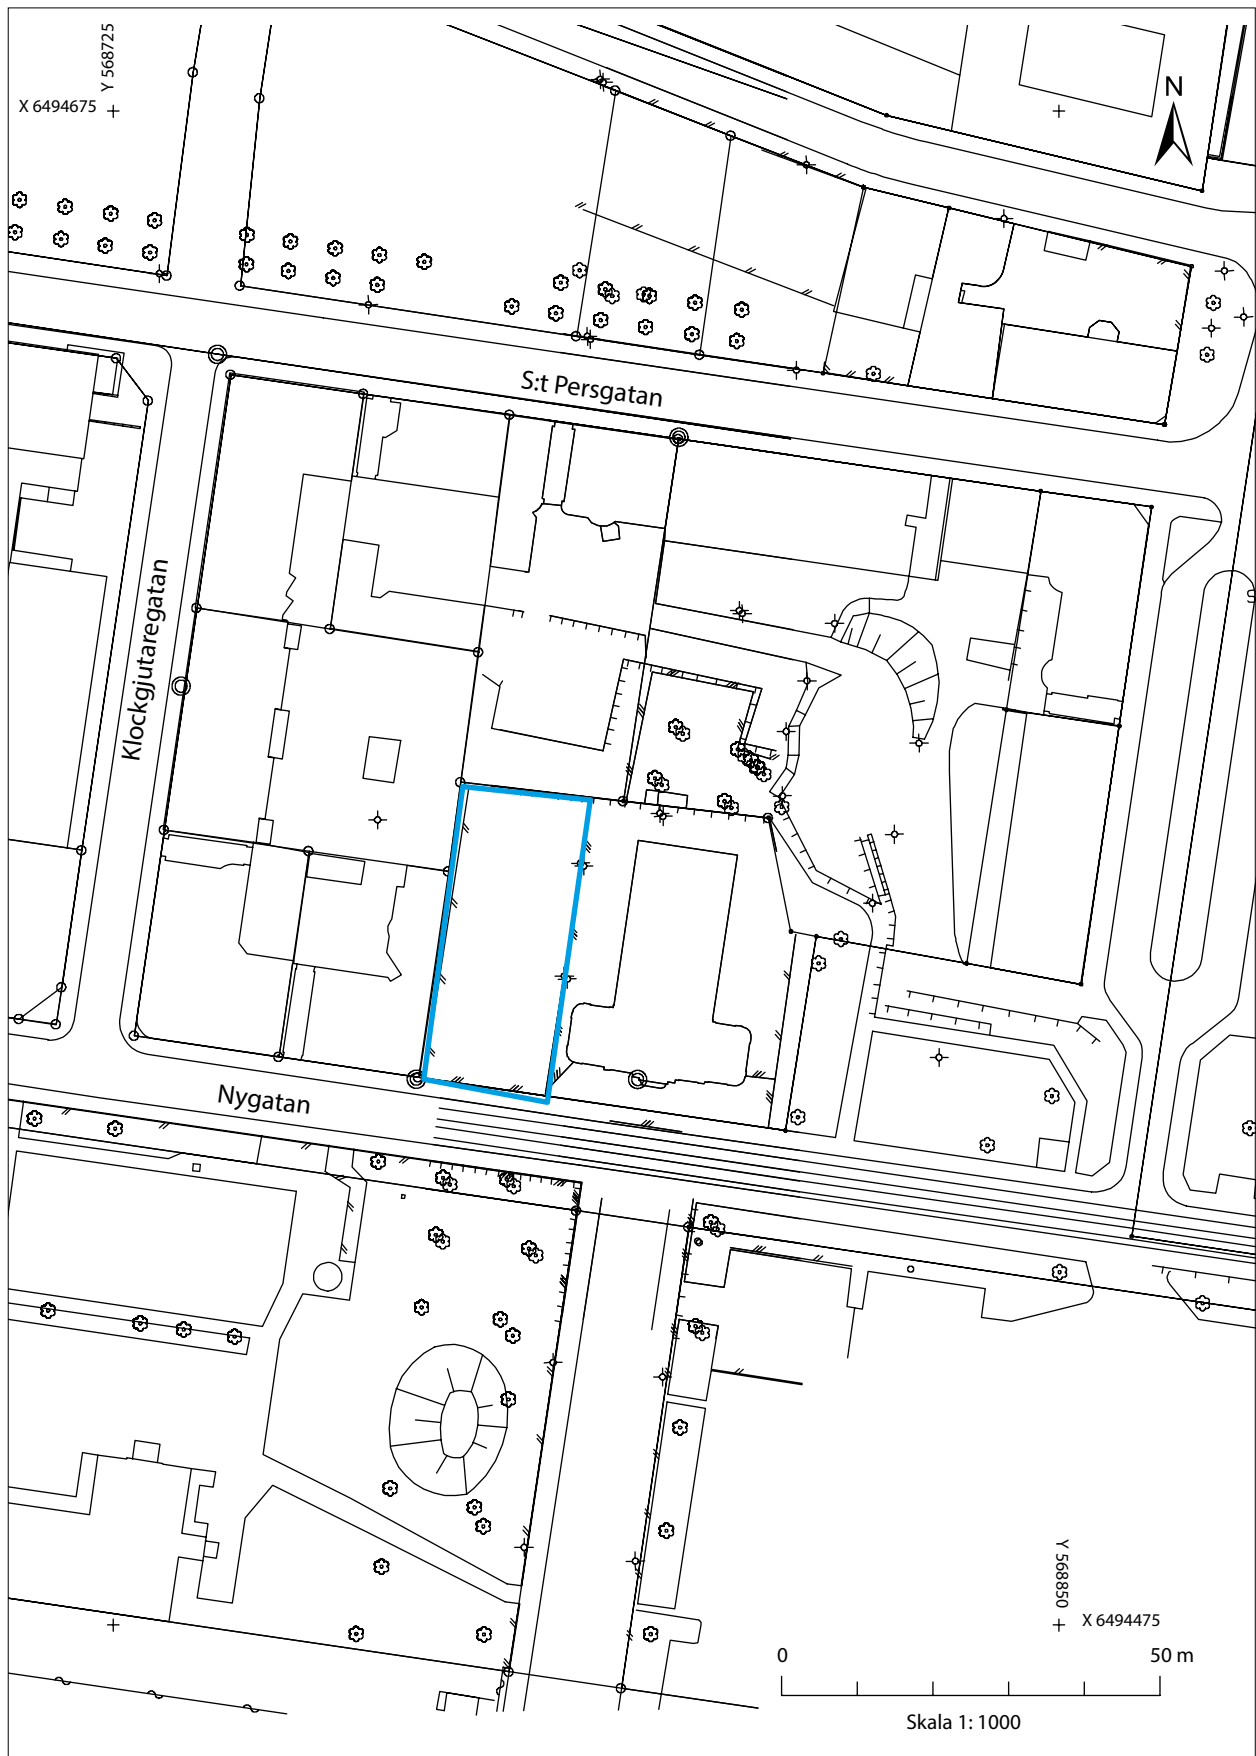 Y 568725
X 6494675
N
S:t Persgatan
Klockgjutaregatan
Nygatan
Y 568850
X 6494475
0 50 m
Skala 1: 1000